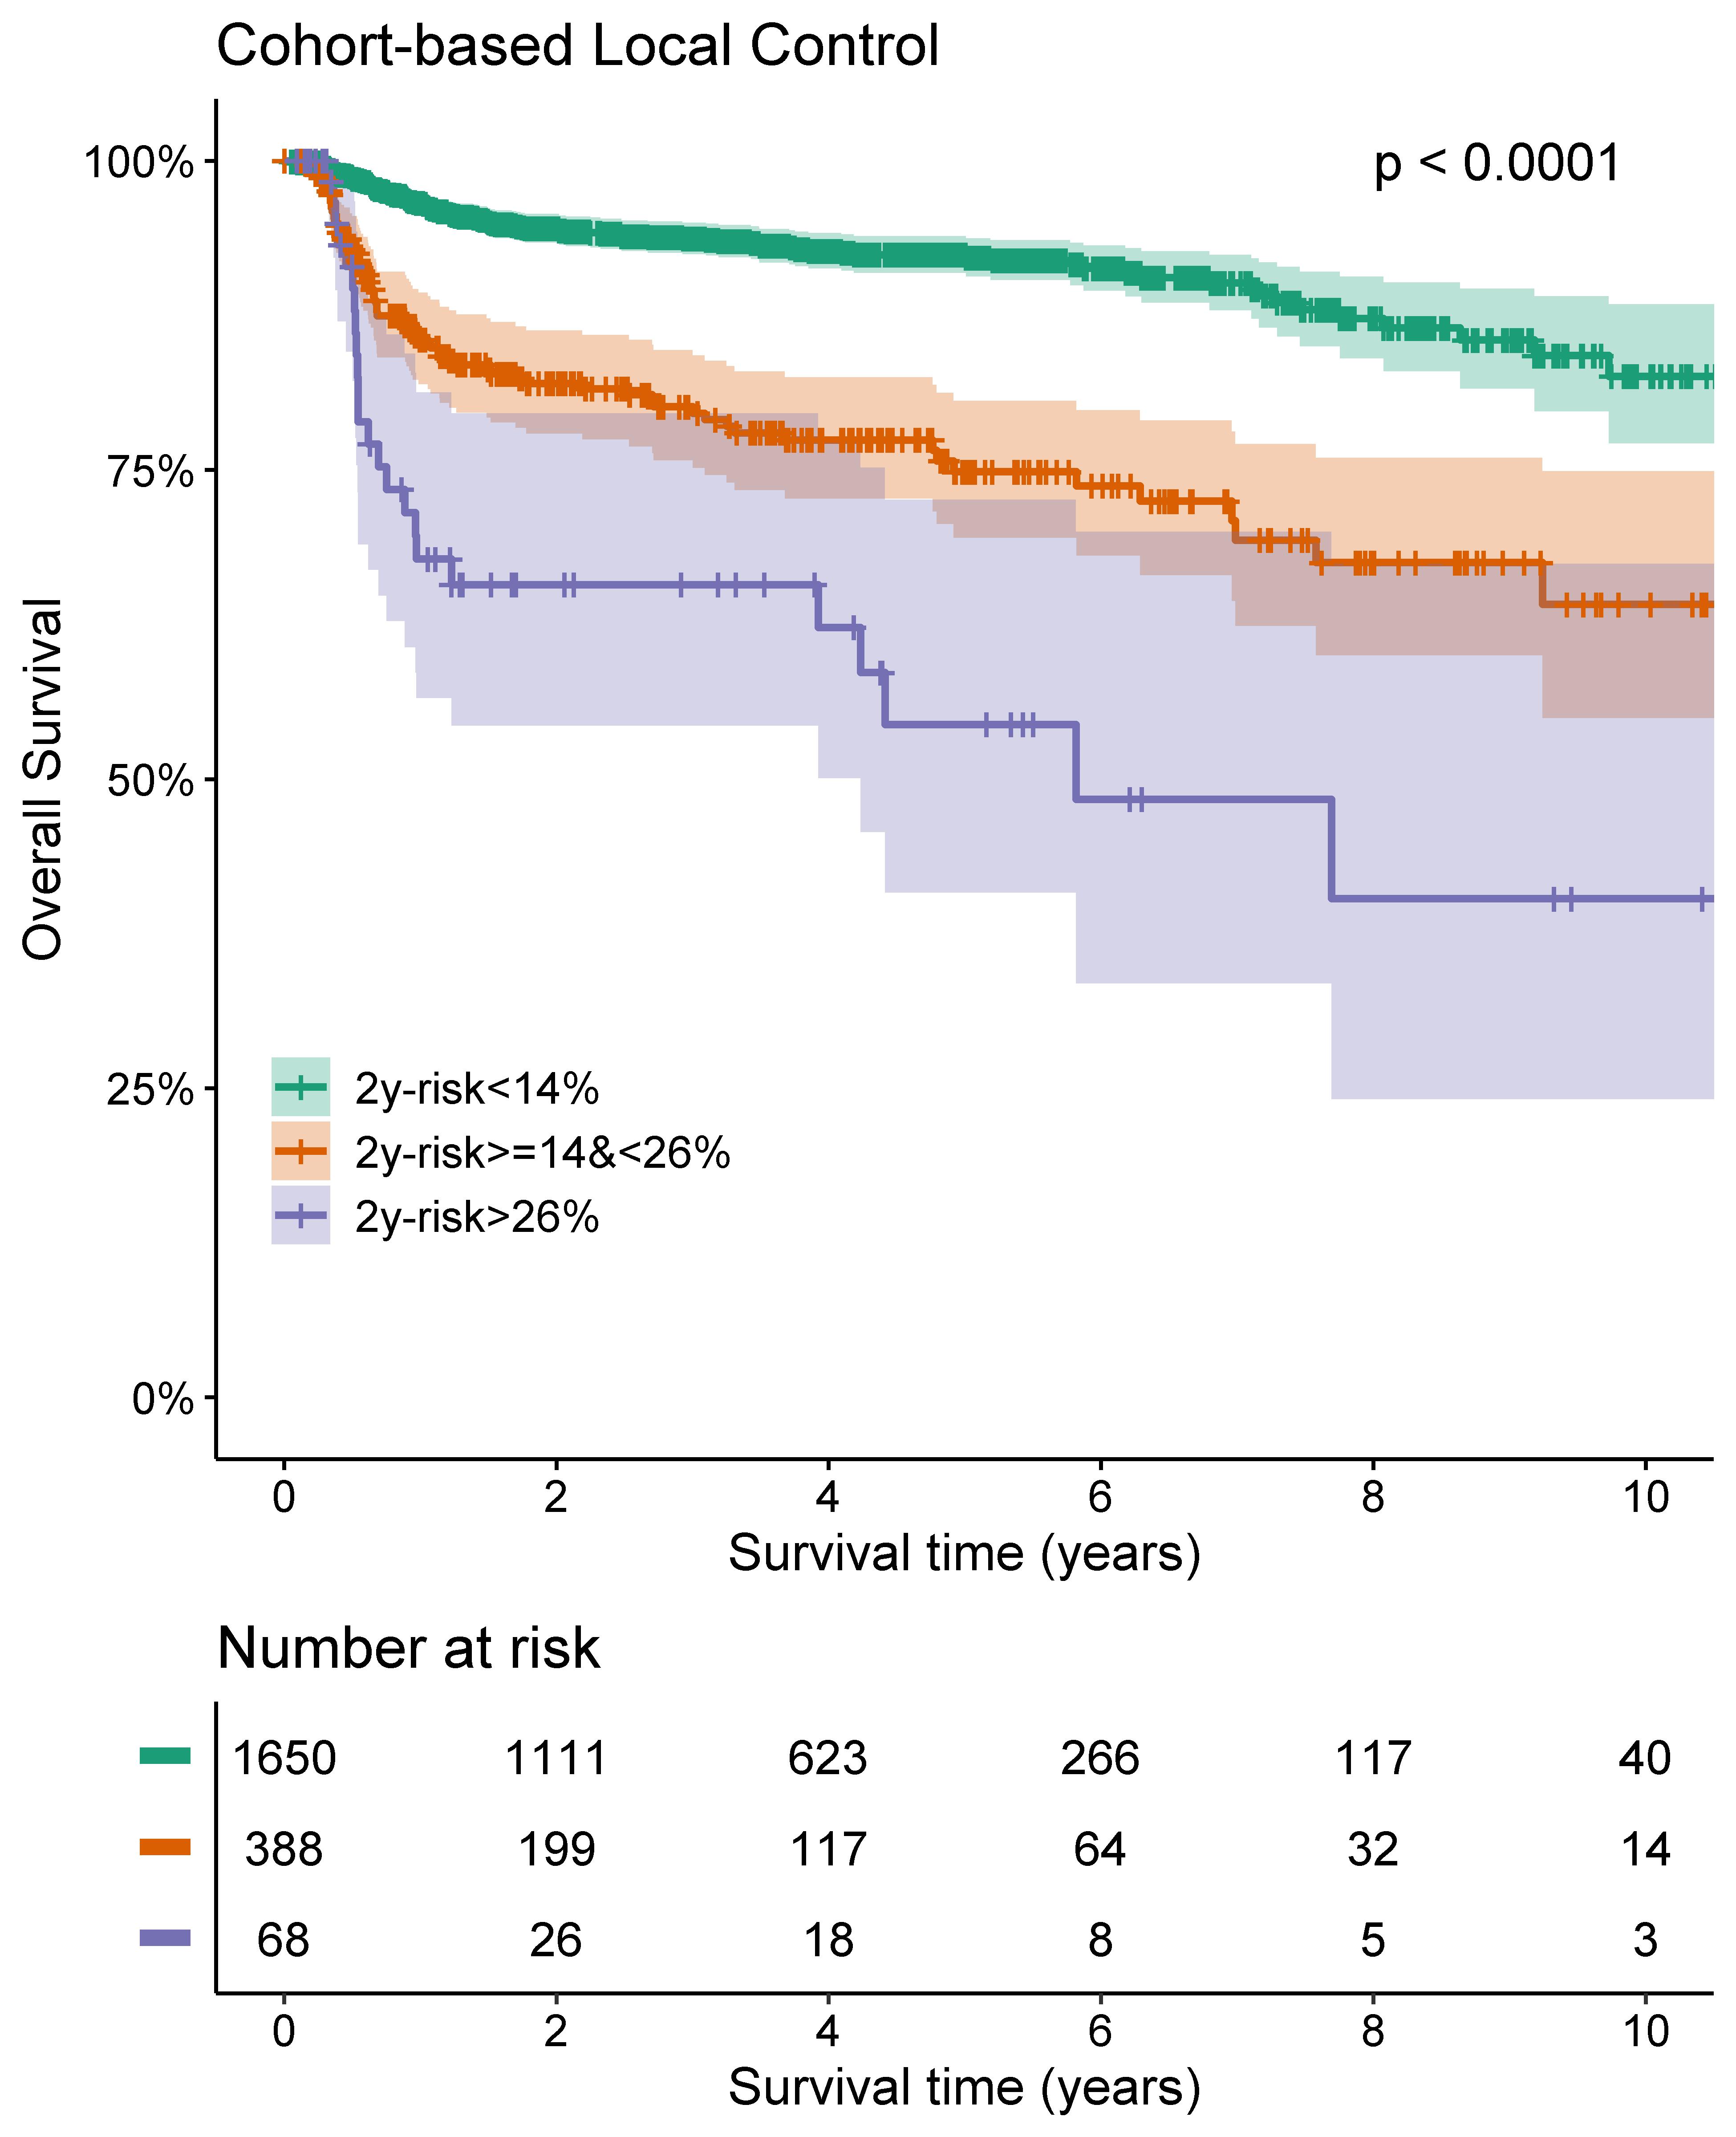 Cohort-based Local Control
p < 0.0001
100%
75%
50%
25%
0%
Overall Survival
2y-risk<14%
2y-risk>=14&<26%
2y-risk>26%
0 2 4 6 8 10
Survival time (years)
Number at risk
1650 1111 623 266 117 40
388 199 117 64 32 14
68 26 18 8 5 3
0 2 4 6 8 10
Survival time (years)